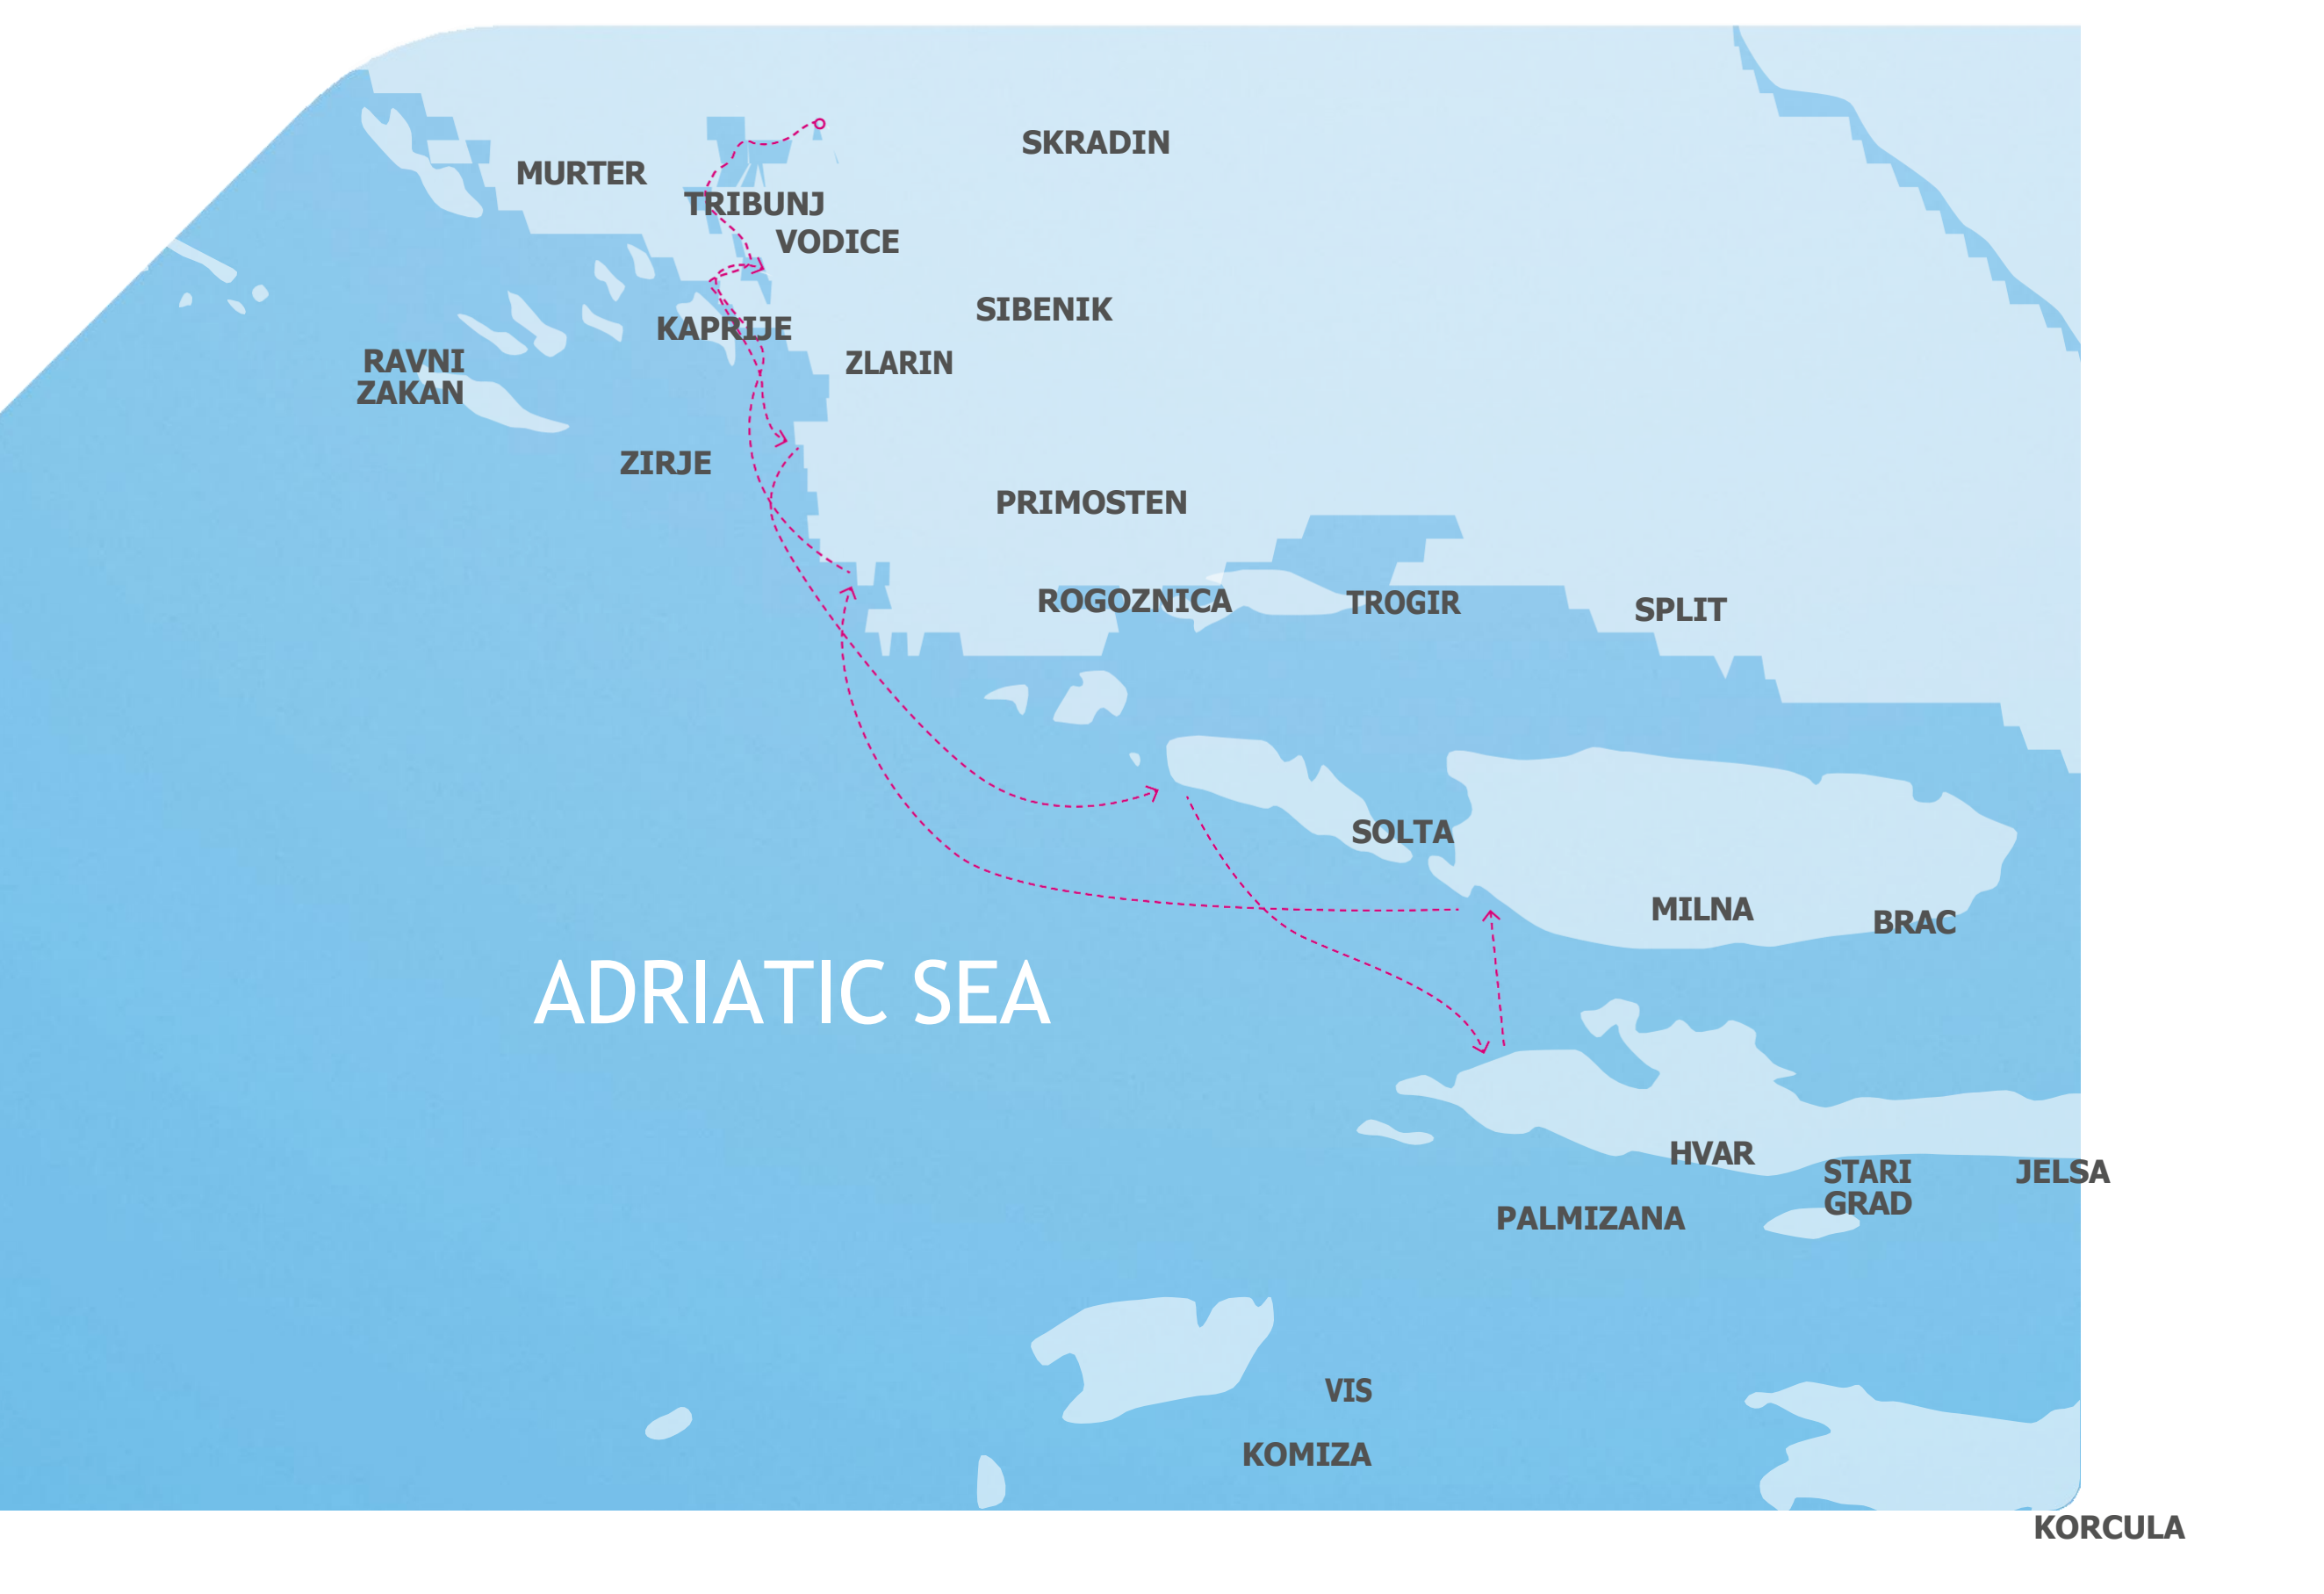 SKRADIN
MURTER
TRIBUNJ
VODICE
SIBENIK
KAPRIJE
RAVNI
ZAKAN
ZLARIN
ZIRJE
PRIMOSTEN
ROGOZNICA
TROGIR
SPLIT
SOLTA
MILNA
BRAC
ADRIATIC SEA
HVAR
STARI
GRAD
JELSA
PALMIZANA
VIS
KOMIZA
KORCULA